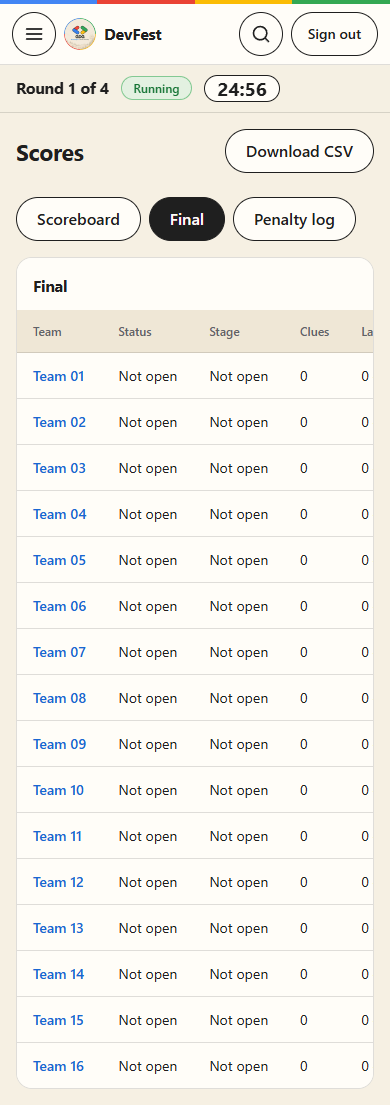 DevFest
Sign out
Round 1 of 4 Running 24:56
Scores
Download CSV
Scoreboard Final Penalty log
Final
Team Status Stage Clues La
Team 01 Not open Not open 0 0
Team 02 Not open Not open 0 0
Team 03 Not open Not open 0 0
Team 04 Not open Not open 0 0
Team 05 Not open Not open 0 0
Team 06 Not open Not open 0 0
Team 07 Not open Not open 0 0
Team 08 Not open Not open 0 0
Team 09 Not open Not open 0 0
Team 10 Not open Not open 0 0
Team 11 Not open Not open 0 0
Team 12 Not open Not open 0 0
Team 13 Not open Not open 0 0
Team 14 Not open Not open 0 0
Team 15 Not open Not open 0 0
Team 16 Not open Not open 0 0